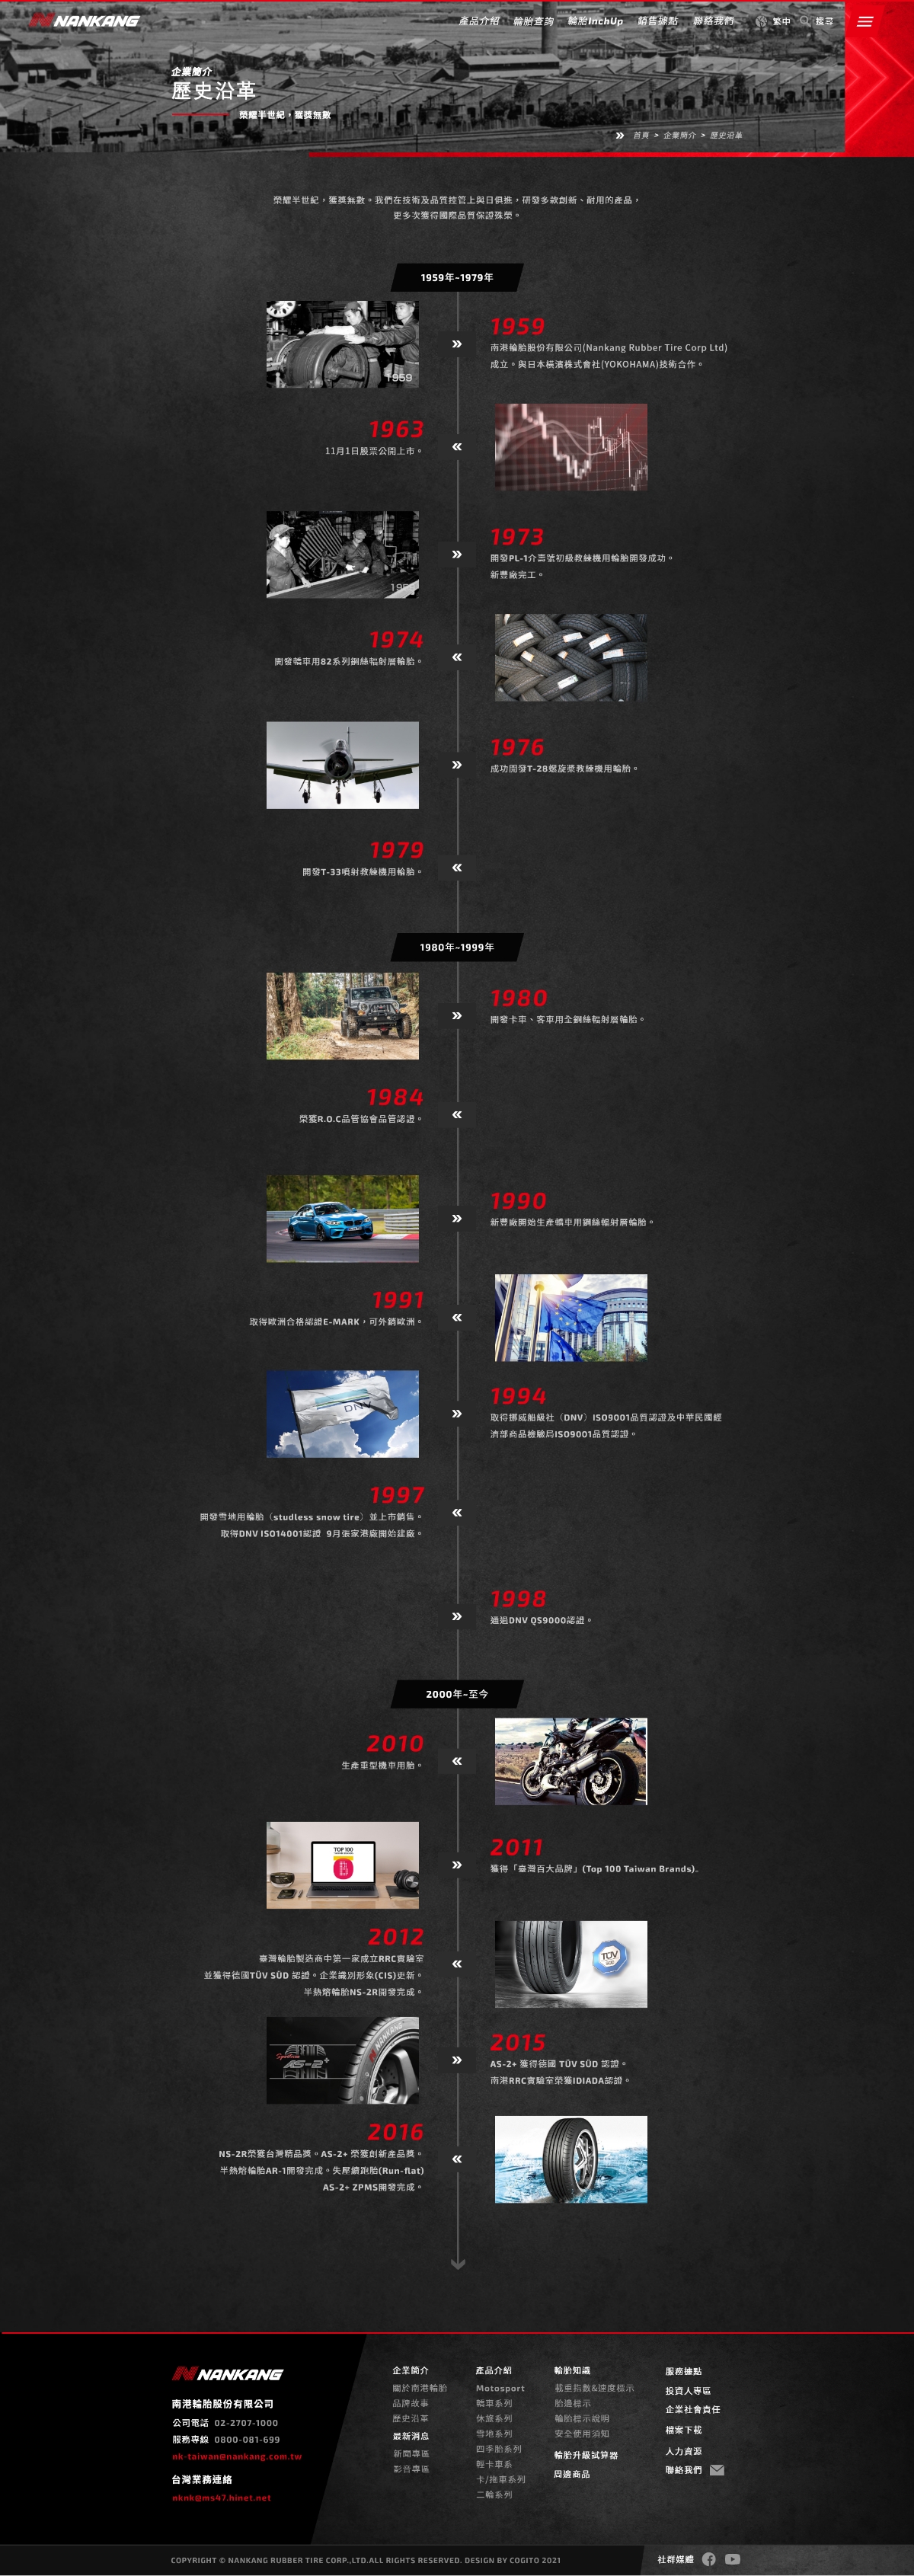 NANKANG
產品介紹 輪胎查詢 輪胎InchUp 銷售據點 聯絡我們 繁中 搜尋
企業簡介
歷史沿革
榮耀半世紀，獲獎無數
首頁 > 企業簡介 > 歷史沿革
榮耀半世紀，獲獎無數。我們在技術及品質控管上與日俱進，研發多款創新、耐用的產品，
更多次獲得國際品質保證殊榮。
1959年~1979年
1959
1959
南港輪胎股份有限公司(Nankang Rubber Tire Corp Ltd)
成立。與日本橫濱株式會社(YOKOHAMA)技術合作。
1963
11月1日股票公開上市。
1973
開發PL-1介壽號初級教練機用輪胎開發成功。
新豐廠完工。
1974
開發轎車用82系列鋼絲輻射層輪胎。
1976
成功開發T-28螺旋槳教練機用輪胎。
1979
開發T-33噴射教練機用輪胎。
1980年~1999年
1980
開發卡車、客車用全鋼絲輻射層輪胎。
1984
榮獲R.O.C品管協會品管認證。
1990
新豐廠開始生產轎車用鋼絲輻射層輪胎。
1991
取得歐洲合格認證E-MARK，可外銷歐洲。
DNV
1994
取得挪威船級社（DNV）ISO9001品質認證及中華民國經
濟部商品檢驗局ISO9001品質認證。
1997
開發雪地用輪胎（studless snow tire）並上市銷售。
取得DNV ISO14001認證 9月張家港廠開始建廠。
1998
通過DNV QS9000認證。
2000年~至今
2010
生產重型機車用胎。
TOP 100
2011
獲得「臺灣百大品牌」(Top 100 Taiwan Brands)。
2012
臺灣輪胎製造商中第一家成立RRC實驗室
並獲得德國TÜV SÜD 認證。企業識別形象(CIS)更新。
半熱熔輪胎NS-2R開發完成。
TÜV
SÜD
AS-2+
NANKANG
2015
AS-2+ 獲得德國 TÜV SÜD 認證。
南港RRC實驗室榮獲IDIADA認證。
2016
NS-2R榮獲台灣精品獎。AS-2+ 榮獲創新產品獎。
半熱熔輪胎AR-1開發完成。失壓續跑胎(Run-flat)
AS-2+ ZPMS開發完成。
NANKANG
南港輪胎股份有限公司
公司電話 02-2707-1000
服務專線 0800-081-699
nk-taiwan@nankang.com.tw
台灣業務連絡
nknk@ms47.hinet.net
企業簡介
關於南港輪胎
品牌故事
歷史沿革
最新消息
新聞專區
影音專區
產品介紹
Motosport
轎車系列
休旅系列
雪地系列
四季胎系列
輕卡車系
卡/拖車系列
二輪系列
輪胎知識
載重指數&速度標示
胎邊標示
輪胎標示說明
安全使用須知
輪胎升級試算器
周邊商品
服務據點
投資人專區
企業社會責任
檔案下載
人力資源
聯絡我們
COPYRIGHT © NANKANG RUBBER TIRE CORP.,LTD.ALL RIGHTS RESERVED. DESIGN BY COGITO 2021
社群媒體